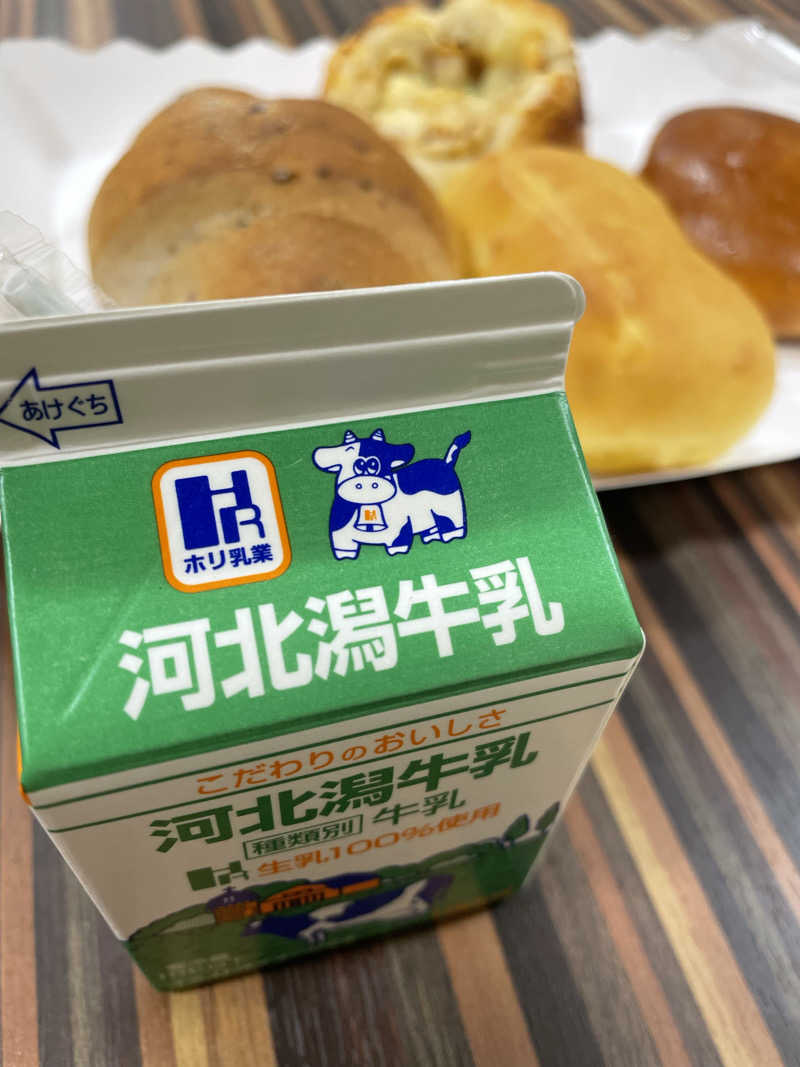 あけぐち
HR
ホリ乳業
河北潟牛乳
こだわりのおいしさ
河北潟牛乳
種類別 牛乳
HR 生乳100%使用